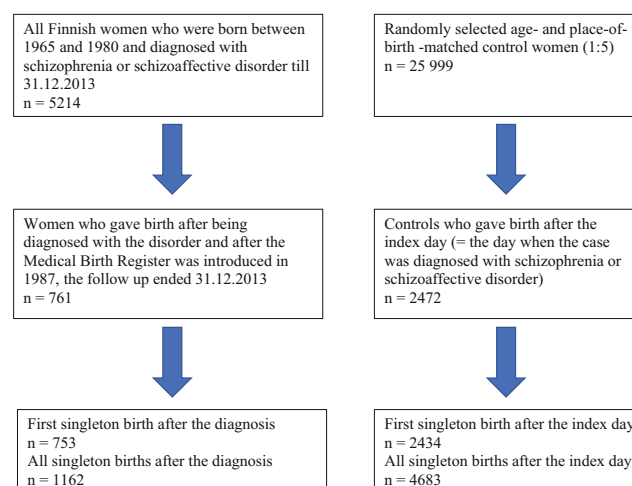 All Finnish women who were born between
1965 and 1980 and diagnosed with
schizophrenia or schizoaffective disorder till
31.12.2013
n = 5214
Randomly selected age- and place-of-
birth -matched control women (1:5)
n = 25 999
Women who gave birth after being
diagnosed with the disorder and after the
Medical Birth Register was introduced in
1987, the follow up ended 31.12.2013
n = 761
Controls who gave birth after the
index day (= the day when the case
was diagnosed with schizophrenia or
schizoaffective disorder)
n = 2472
First singleton birth after the diagnosis
n = 753
All singleton births after the diagnosis
n = 1162
First singleton birth after the index day
n = 2434
All singleton births after the index day
n = 4683